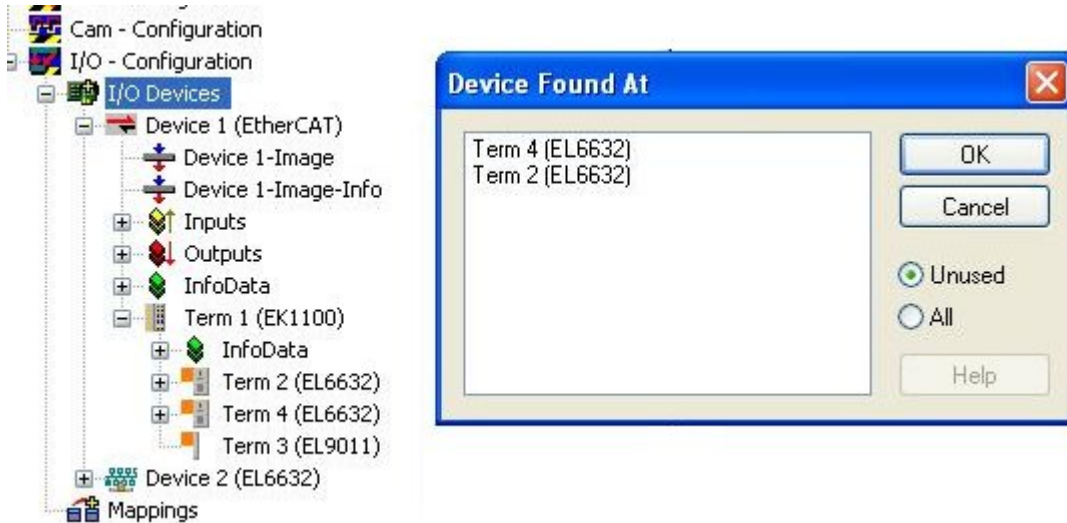 Cam - Configuration
I/O - Configuration
I/O Devices
Device 1 (EtherCAT)
Device 1-Image
Device 1-Image-Info
Inputs
Outputs
InfoData
Term 1 (EK1100)
InfoData
Term 2 (EL6632)
Term 4 (EL6632)
Term 3 (EL9011)
Device 2 (EL6632)
Mappings
Device Found At
Term 4 (EL6632)
Term 2 (EL6632)
OK
Cancel
Unused
All
Help